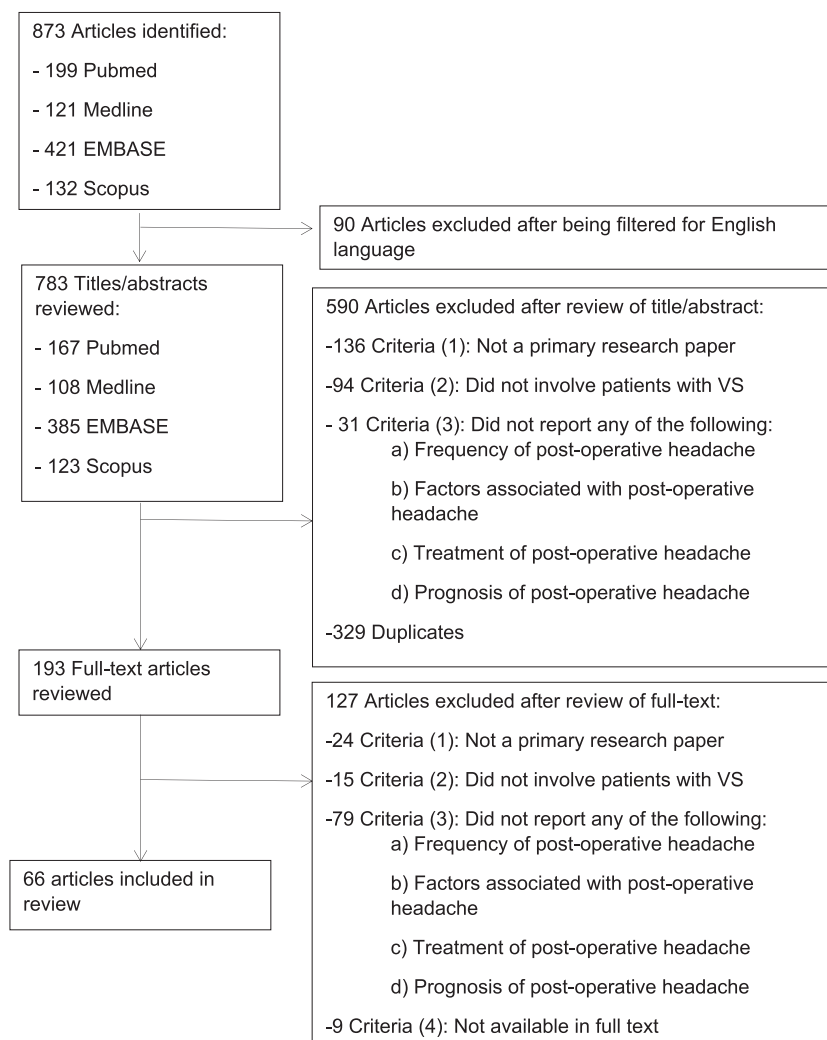 873 Articles identified:
- 199 Pubmed
- 121 Medline
- 421 EMBASE
- 132 Scopus
90 Articles excluded after being filtered for English
language
783 Titles/abstracts
reviewed:
- 167 Pubmed
- 108 Medline
- 385 EMBASE
- 123 Scopus
590 Articles excluded after review of title/abstract:
-136 Criteria (1): Not a primary research paper
-94 Criteria (2): Did not involve patients with VS
- 31 Criteria (3): Did not report any of the following:
a) Frequency of post-operative headache
b) Factors associated with post-operative
headache
c) Treatment of post-operative headache
d) Prognosis of post-operative headache
-329 Duplicates
193 Full-text articles
reviewed
127 Articles excluded after review of full-text:
-24 Criteria (1): Not a primary research paper
-15 Criteria (2): Did not involve patients with VS
-79 Criteria (3): Did not report any of the following:
a) Frequency of post-operative headache
b) Factors associated with post-operative
headache
c) Treatment of post-operative headache
d) Prognosis of post-operative headache
-9 Criteria (4): Not available in full text
66 articles included in
review